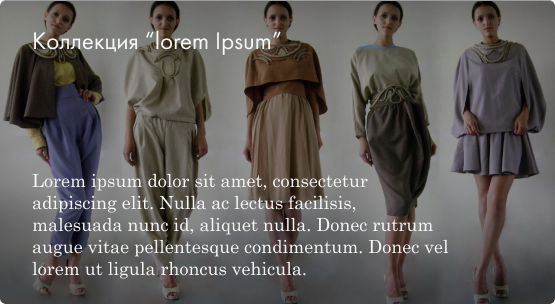 Коллекция “lorem Ipsum”
Lorem ipsum dolor sit amet, consectetur
adipiscing elit. Nulla ac lectus facilisis,
malesuada nunc id, aliquet nulla. Donec rutrum
augue vitae pellentesque condimentum. Donec vel
lorem ut ligula rhoncus vehicula.